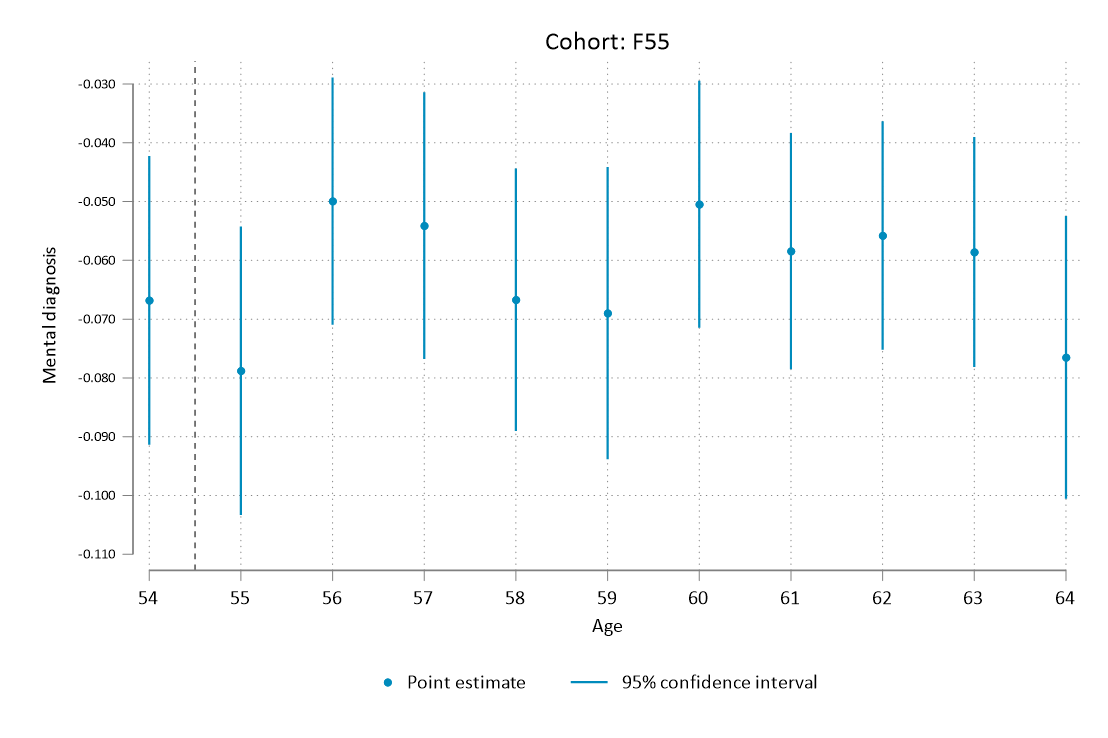 Cohort: F55
Mental diagnosis
-0.030
-0.040
-0.050
-0.060
-0.070
-0.080
-0.090
-0.100
-0.110
54 55 56 57 58 59 60 61 62 63 64
Age
Point estimate 95% confidence interval